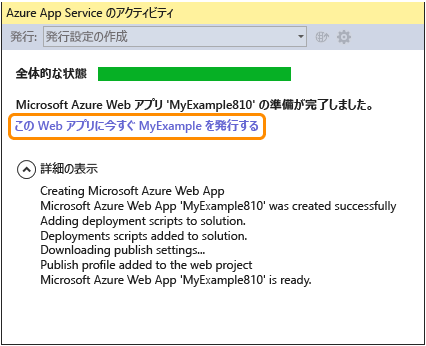 Azure App Service のアクティビティ
発行: 発行設定の作成
全体的な状態
Microsoft Azure Web アプリ 'MyExample810' の準備が完了しました。
この Web アプリに今すぐ MyExample を発行する
詳細の表示
Creating Microsoft Azure Web App
Microsoft Azure Web App 'MyExample810' was created successfully
Adding deployment scripts to solution.
Deployments scripts added to solution.
Downloading publish settings...
Publish profile added to the web project
Microsoft Azure Web App 'MyExample810' is ready.